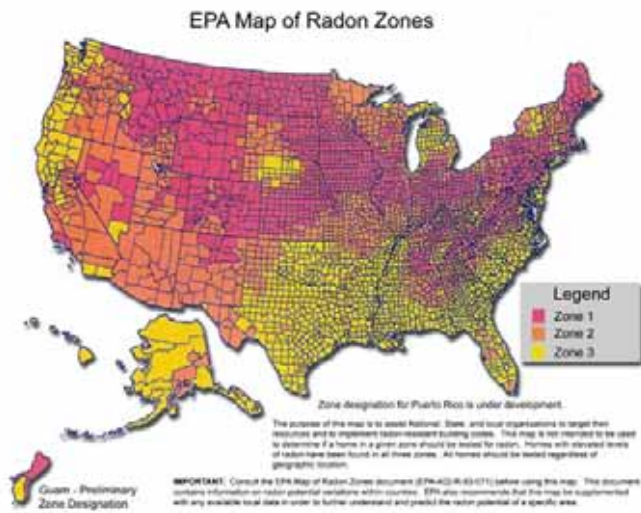 EPA Map of Radon Zones
Legend
Zone 1
Zone 2
Zone 3
Zone designation for Puerto Rico is under development.
The purpose of this map is to assist National, State, and local organizations to target their
resources and to implement radon-resistant building codes. This map is not intended to be used
to determine if a home in a given zone should be tested for radon. Homes with elevated levels
of radon have been found in all three zones. All homes should be tested regardless of
geographic location.
IMPORTANT: Consult the EPA Map of Radon Zones document (EPA-402-R-93-071) before using this map. This document
contains information on radon potential variations within counties. EPA also recommends that this map be supplemented
with any available local data in order to further understand and predict the radon potential of a specific area.
Guam - Preliminary
Zone Designation